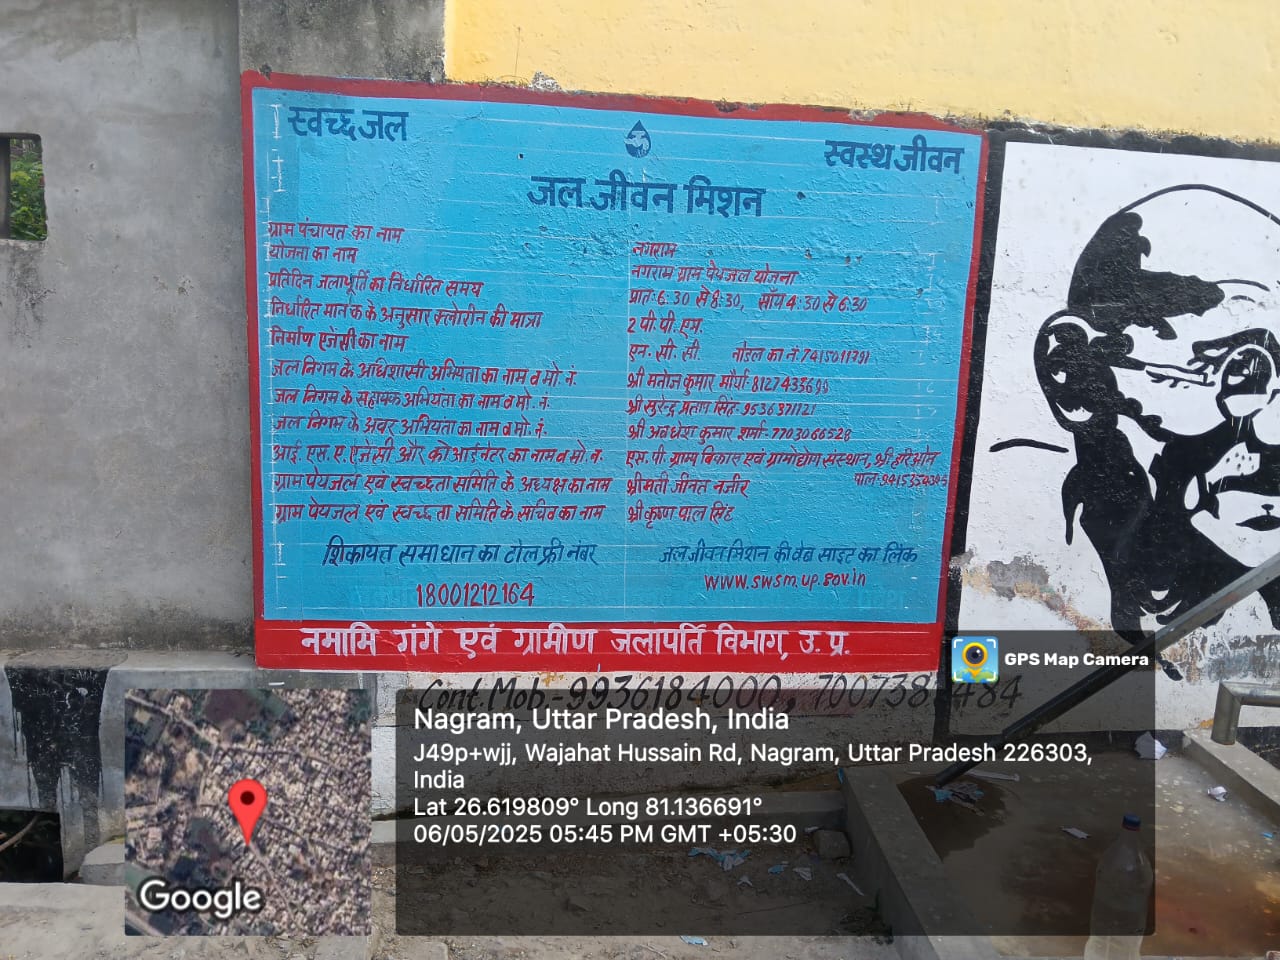 स्वच्छ जल
स्वस्थ जीवन
जल जीवन मिशन
ग्राम पंचायत का नाम नगराम
योजना का नाम नगराम ग्राम पेयजल योजना
प्रतिदिन जलापूर्ति का निर्धारित समय प्रातः 6:30 से 8:30, साँय 4:30 से 6:30
निर्धारित मानक के अनुसार क्लोरीन की मात्रा 2 पी.पी.एम.
निर्माण एजेंसी का नाम एन.सी.सी. नोडल का नं. 7415011791
जल निगम के अधिशासी अभियंता का नाम व मो. नं. श्री मनोज कुमार मौर्या- 8127435699
जल निगम के सहायक अभियंता का नाम व मो. नं. श्री सुरेन्द्र प्रताप सिंह- 9536371121
जल निगम के अवर अभियंता का नाम व मो. नं. श्री अवधेश कुमार शर्मा- 7703066528
आई.एस.ए. ऐजेन्सी और कोआर्डिनेटर का नाम व मो. नं. एस.पी. ग्राम्य विकास एवं ग्रामोद्योग संस्थान, श्री हरिओम
पाल-
ग्राम पेयजल एवं स्वच्छता समिति के अध्यक्ष का नाम श्रीमती जीनत नजीर
ग्राम पेयजल एवं स्वच्छता समिति के सचिव का नाम श्री कृष्ण पाल सिंह
शिकायत समाधान का टोल फ्री नंबर जल जीवन मिशन की वेब साइट का लिंक
18001212164 www.swsm.up.gov.in
नमामि गंगे एवं ग्रामीण जलापर्ति विभाग, उ. प्र.
Cont. Mob.- 9936184000,
GPS Map Camera
Nagram, Uttar Pradesh, India
J49p+wjj, Wajahat Hussain Rd, Nagram, Uttar Pradesh 226303,
India
Lat 26.619809° Long 81.136691°
06/05/2025 05:45 PM GMT +05:30
Google